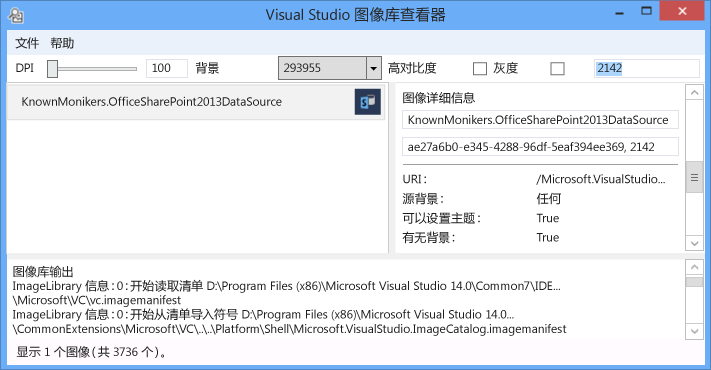 Visual Studio 图像库查看器
文件 帮助
DPI 100 背景 293955 高对比度 灰度 2142
KnownMonikers.OfficeSharePoint2013DataSource
图像详细信息
KnownMonikers.OfficeSharePoint2013DataSource
ae27a6b0-e345-4288-96df-5eaf394ee369, 2142
URI: /Microsoft.VisualStudio...
源背景: 任何
可以设置主题: True
有无背景: True
图像库输出
ImageLibrary 信息:0:开始读取清单 D:\Program Files (x86)\Microsoft Visual Studio 14.0\Common7\IDE...
\Microsoft\VC\vc.imagemanifest
ImageLibrary 信息:0:开始从清单导入符号 D:\Program Files (x86)\Microsoft Visual Studio 14.0...
\CommonExtensions\Microsoft\VC\..\..\Platform\Shell\Microsoft.VisualStudio.ImageCatalog.imagemanifest
显示 1 个图像(共 3736 个)。